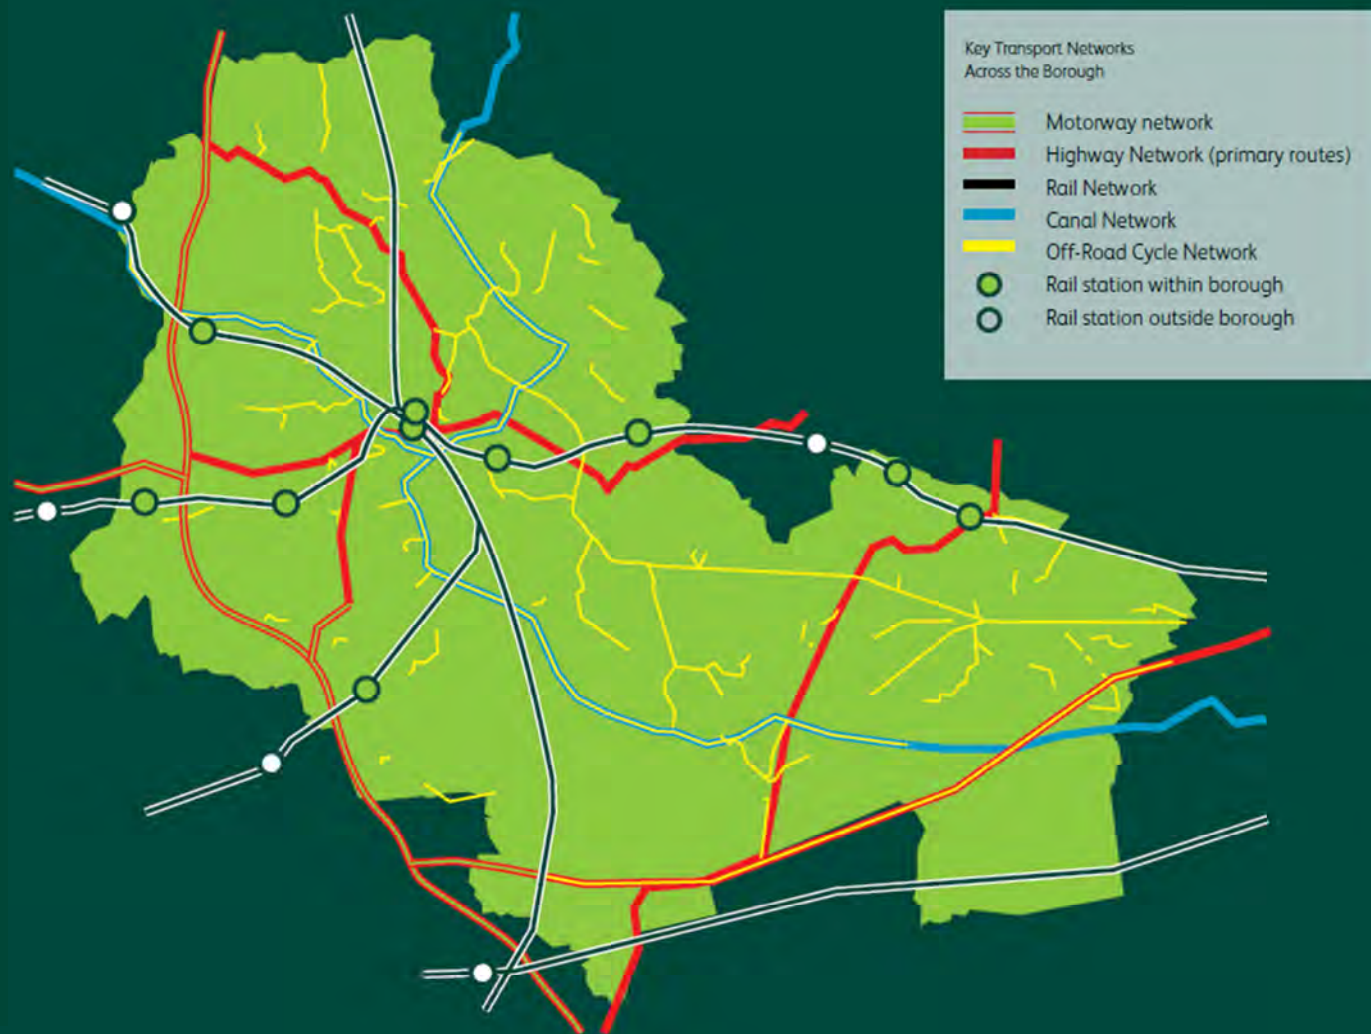 Key Transport Networks
Across the Borough
Motorway network
Highway Network (primary routes)
Rail Network
Canal Network
Off-Road Cycle Network
Rail station within borough
Rail station outside borough